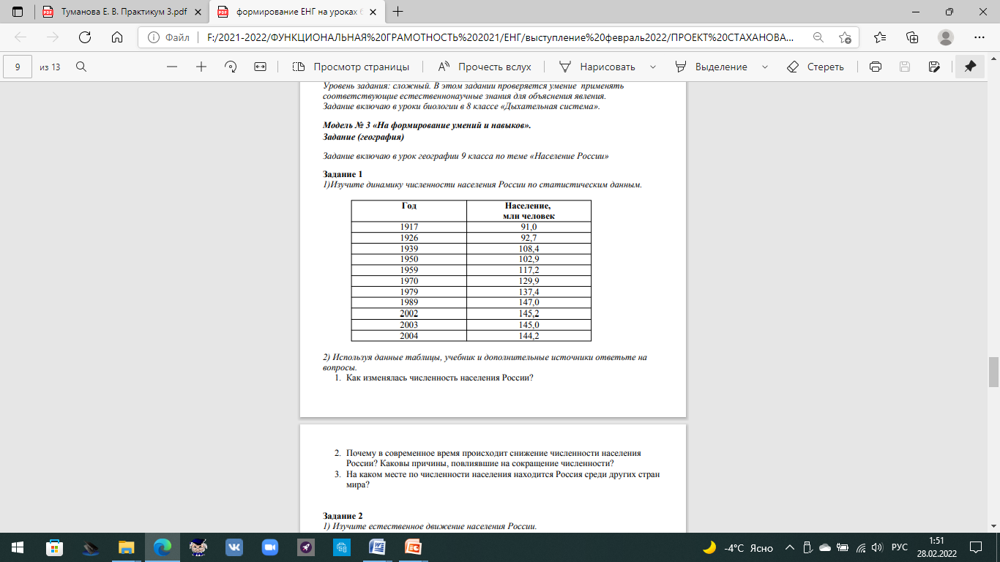 Туманова Е. В. Практикум 3.pdf
формирование ЕНГ на уроках б
Файл
F:/2021-2022/ФУНКЦИОНАЛЬНАЯ%20ГРАМОТНОСТЬ%202021/ЕНГ/выступление%20февраль2022/ПРОЕКТ%20СТАХАНОВА...
9 из 13
Просмотр страницы
Прочесть вслух
Нарисовать
Выделение
Стереть
Уровень задания: сложный. В этом задании проверяется умение применять
соответствующие естественнонаучные знания для объяснения явления.
Задание включаю в уроки биологии в 8 классе «Дыхательная система».
Модель № 3 «На формирование умений и навыков».
Задание (география)
Задание включаю в урок географии 9 класса по теме «Население России»
Задание 1
1)Изучите динамику численности населения России по статистическим данным.
Год Население,
млн человек
1917 91,0
1926 92,7
1939 108,4
1950 102,9
1959 117,2
1970 129,9
1979 137,4
1989 147,0
2002 145,2
2003 145,0
2004 144,2
2) Используя данные таблицы, учебник и дополнительные источники ответьте на
вопросы.
1. Как изменялась численность населения России?
2. Почему в современное время происходит снижение численности населения
России? Каковы причины, повлиявшие на сокращение численности?
3. На каком месте по численности населения находится Россия среди других стран
мира?
Задание 2
1) Изучите естественное движение населения России.
-4°C Ясно
РУС
1:51
28.02.2022